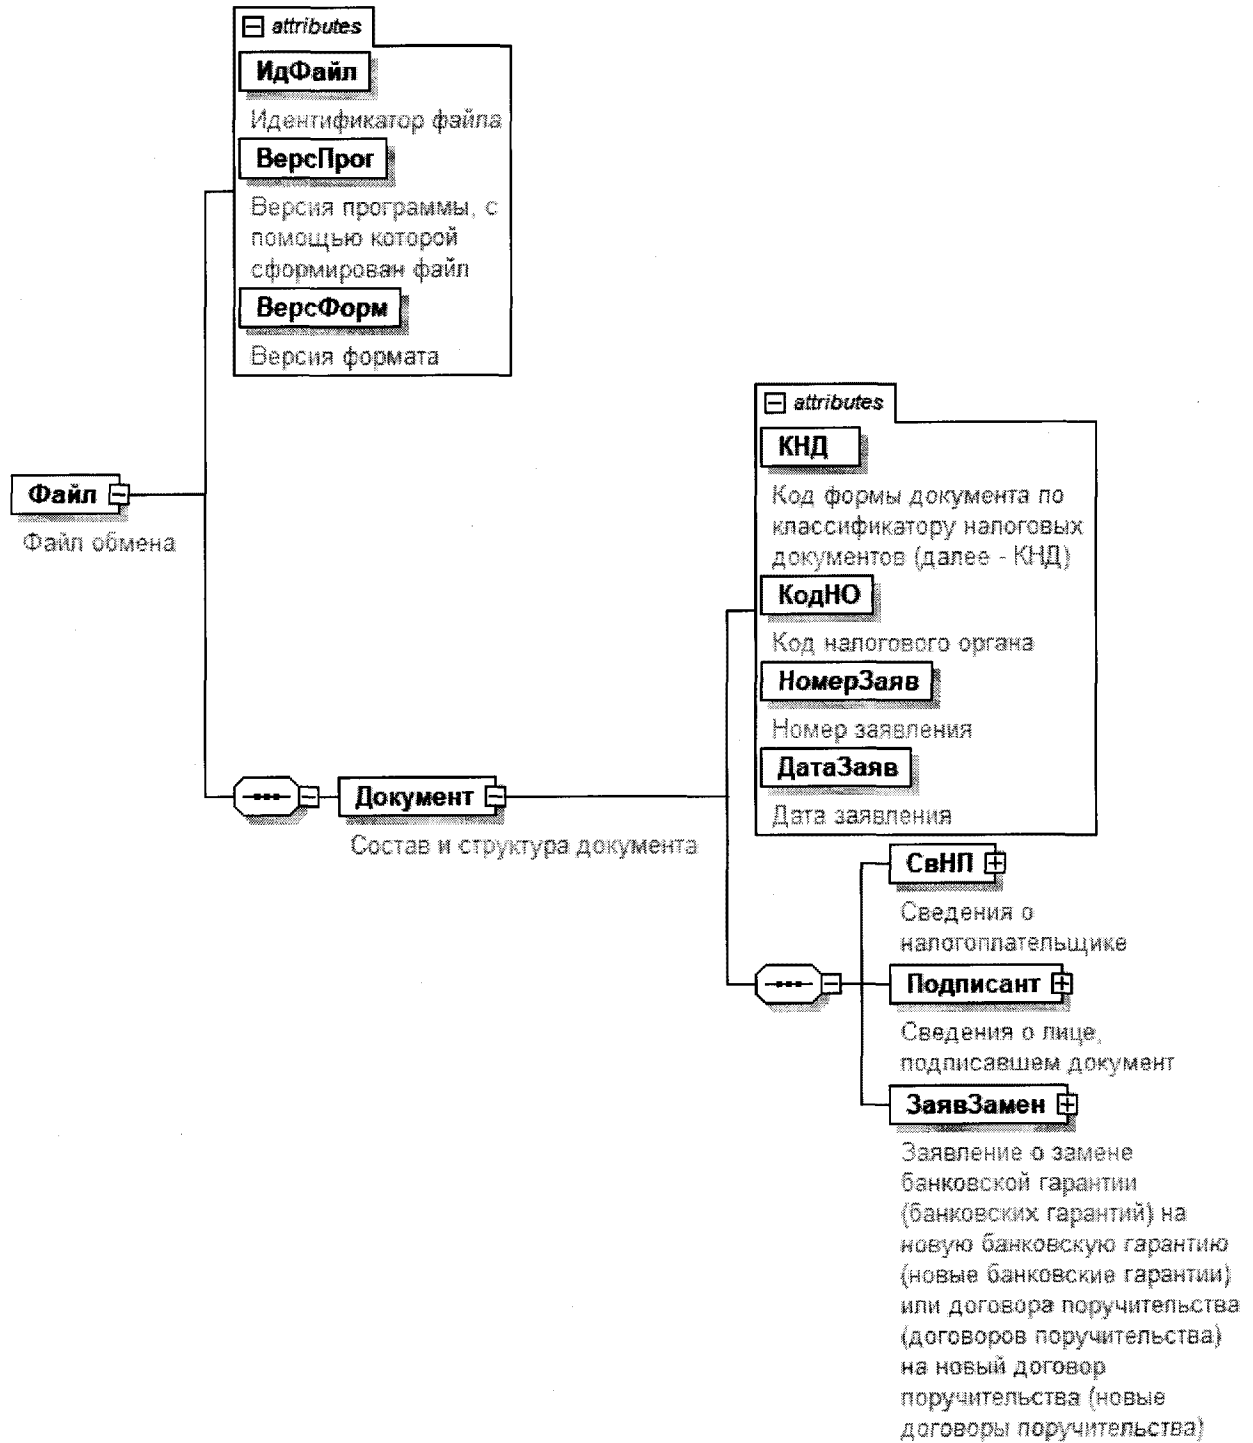 attributes
ИдФайл
Идентификатор файла
ВерсПрог
Версия программы, с
помощью которой
сформирован файл
ВерсФорм
Версия формата
Файл
Файл обмена
Документ
Состав и структура документа
attributes
КНД
Код формы документа по
классификатору налоговых
документов (далее - КНД)
КодНО
Код налогового органа
НомерЗаяв
Номер заявления
ДатаЗаяв
Дата заявления
СвНП
Сведения о
налогоплательщике
Подписант
Сведения о лице,
подписавшем документ
ЗаявЗамен
Заявление о замене
банковской гарантии
(банковских гарантий) на
новую банковскую гарантию
(новые банковские гарантии)
или договора поручительства
(договоров поручительства)
на новый договор
поручительства (новые
договоры поручительства)